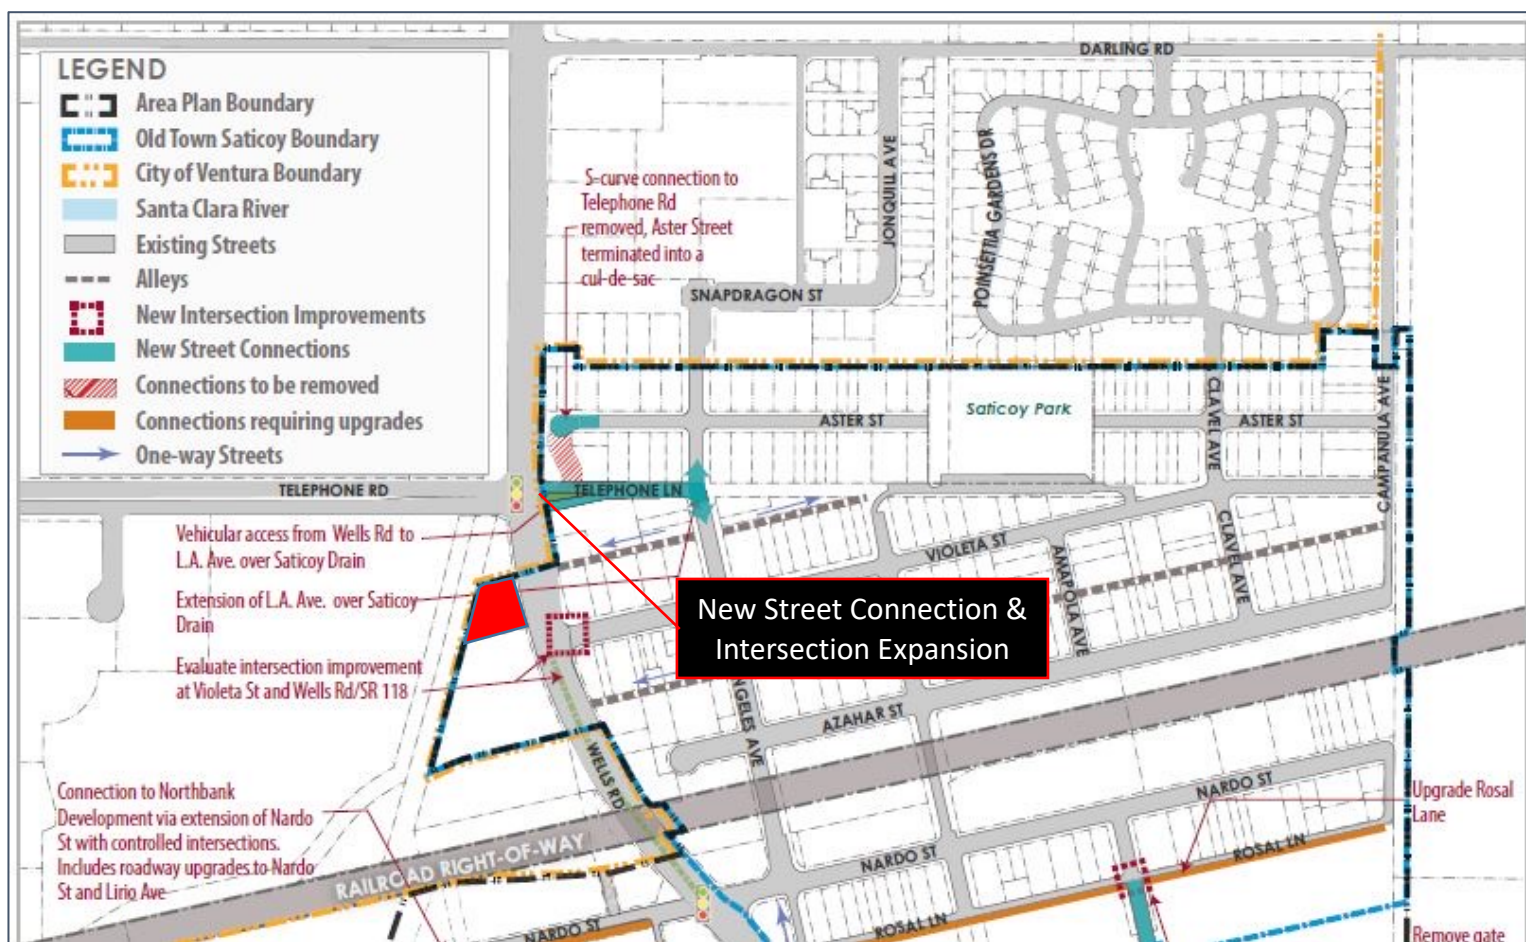 LEGEND
Area Plan Boundary
Old Town Saticoy Boundary
City of Ventura Boundary
Santa Clara River
Existing Streets
Alleys
New Intersection Improvements
New Street Connections
Connections to be removed
Connections requiring upgrades
One-way Streets
DARLING RD
JONQUILL AVE
POINSETTIA GARDENS DR
S-curve connection to
Telephone Rd
removed, Aster Street
terminated into a
cul-de-sac
SNAPDRAGON ST
ASTER ST
Saticoy Park
CLAVEL AVE
ASTER ST
CAMPANULA AVE
TELEPHONE RD
TELEPHONE LN
Vehicular access from Wells Rd to
L.A. Ave. over Saticoy Drain
VIOLETA ST
AMAPOLA AVE
CLAVEL AVE
Extension of L.A. Ave. over Saticoy
Drain
New Street Connection &
Intersection Expansion
Evaluate intersection improvement
at Violeta St and Wells Rd/SR 118
NGELES AVE
AZAHAR ST
WELLS RD
Connection to Northbank
Development via extension of Nardo
St with controlled intersections.
Includes roadway upgrades to Nardo
St and Lirio Ave
RAILROAD RIGHT-OF-WAY
NARDO ST
Upgrade Rosal
Lane
NARDO ST
ROSAL LN
NARDO ST
ROSAL LN
Remove gate